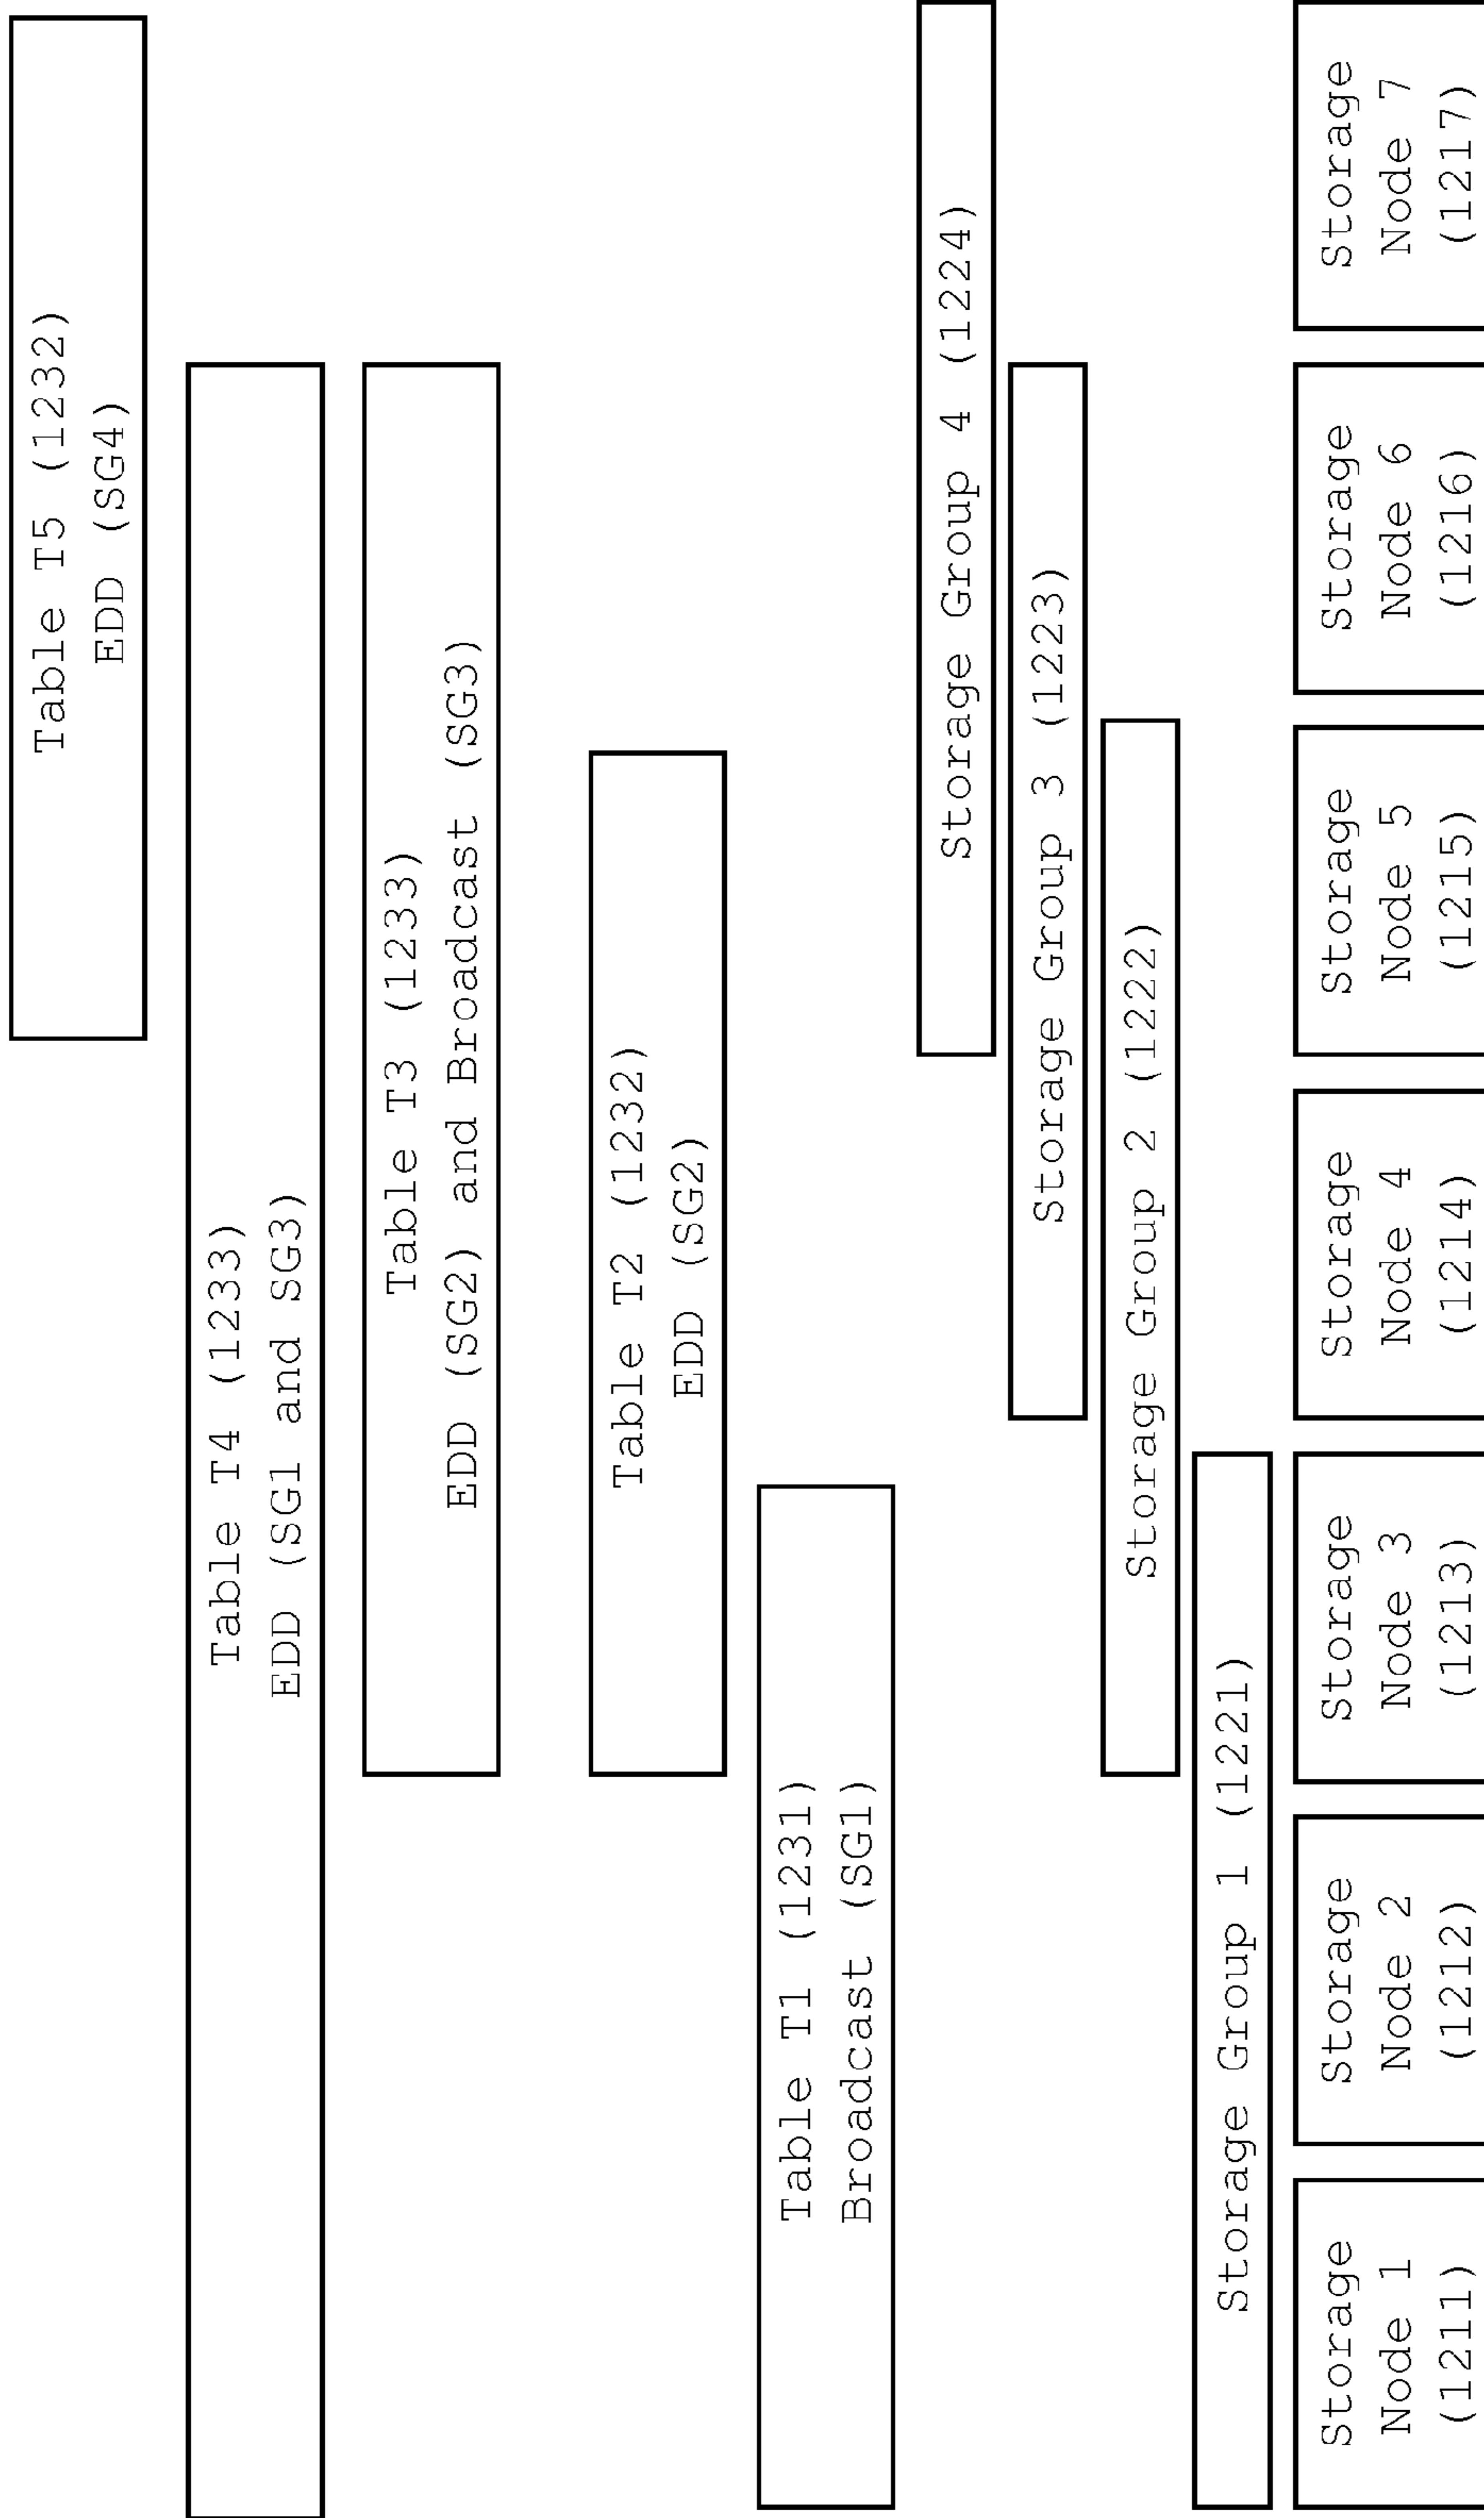 Table T5 (1232)
EDD (SG4)
Table T4 (1233)
EDD (SG1 and SG3)
Table T3 (1233)
EDD (SG2) and Broadcast (SG3)
Table T2 (1232)
EDD (SG2)
Table T1 (1231)
Broadcast (SG1)
Storage Group 4 (1224)
Storage Group 3 (1223)
Storage Group 2 (1222)
Storage Group 1 (1221)
Storage
Node 1
(1211)
Storage
Node 2
(1212)
Storage
Node 3
(1213)
Storage
Node 4
(1214)
Storage
Node 5
(1215)
Storage
Node 6
(1216)
Storage
Node 7
(1217)